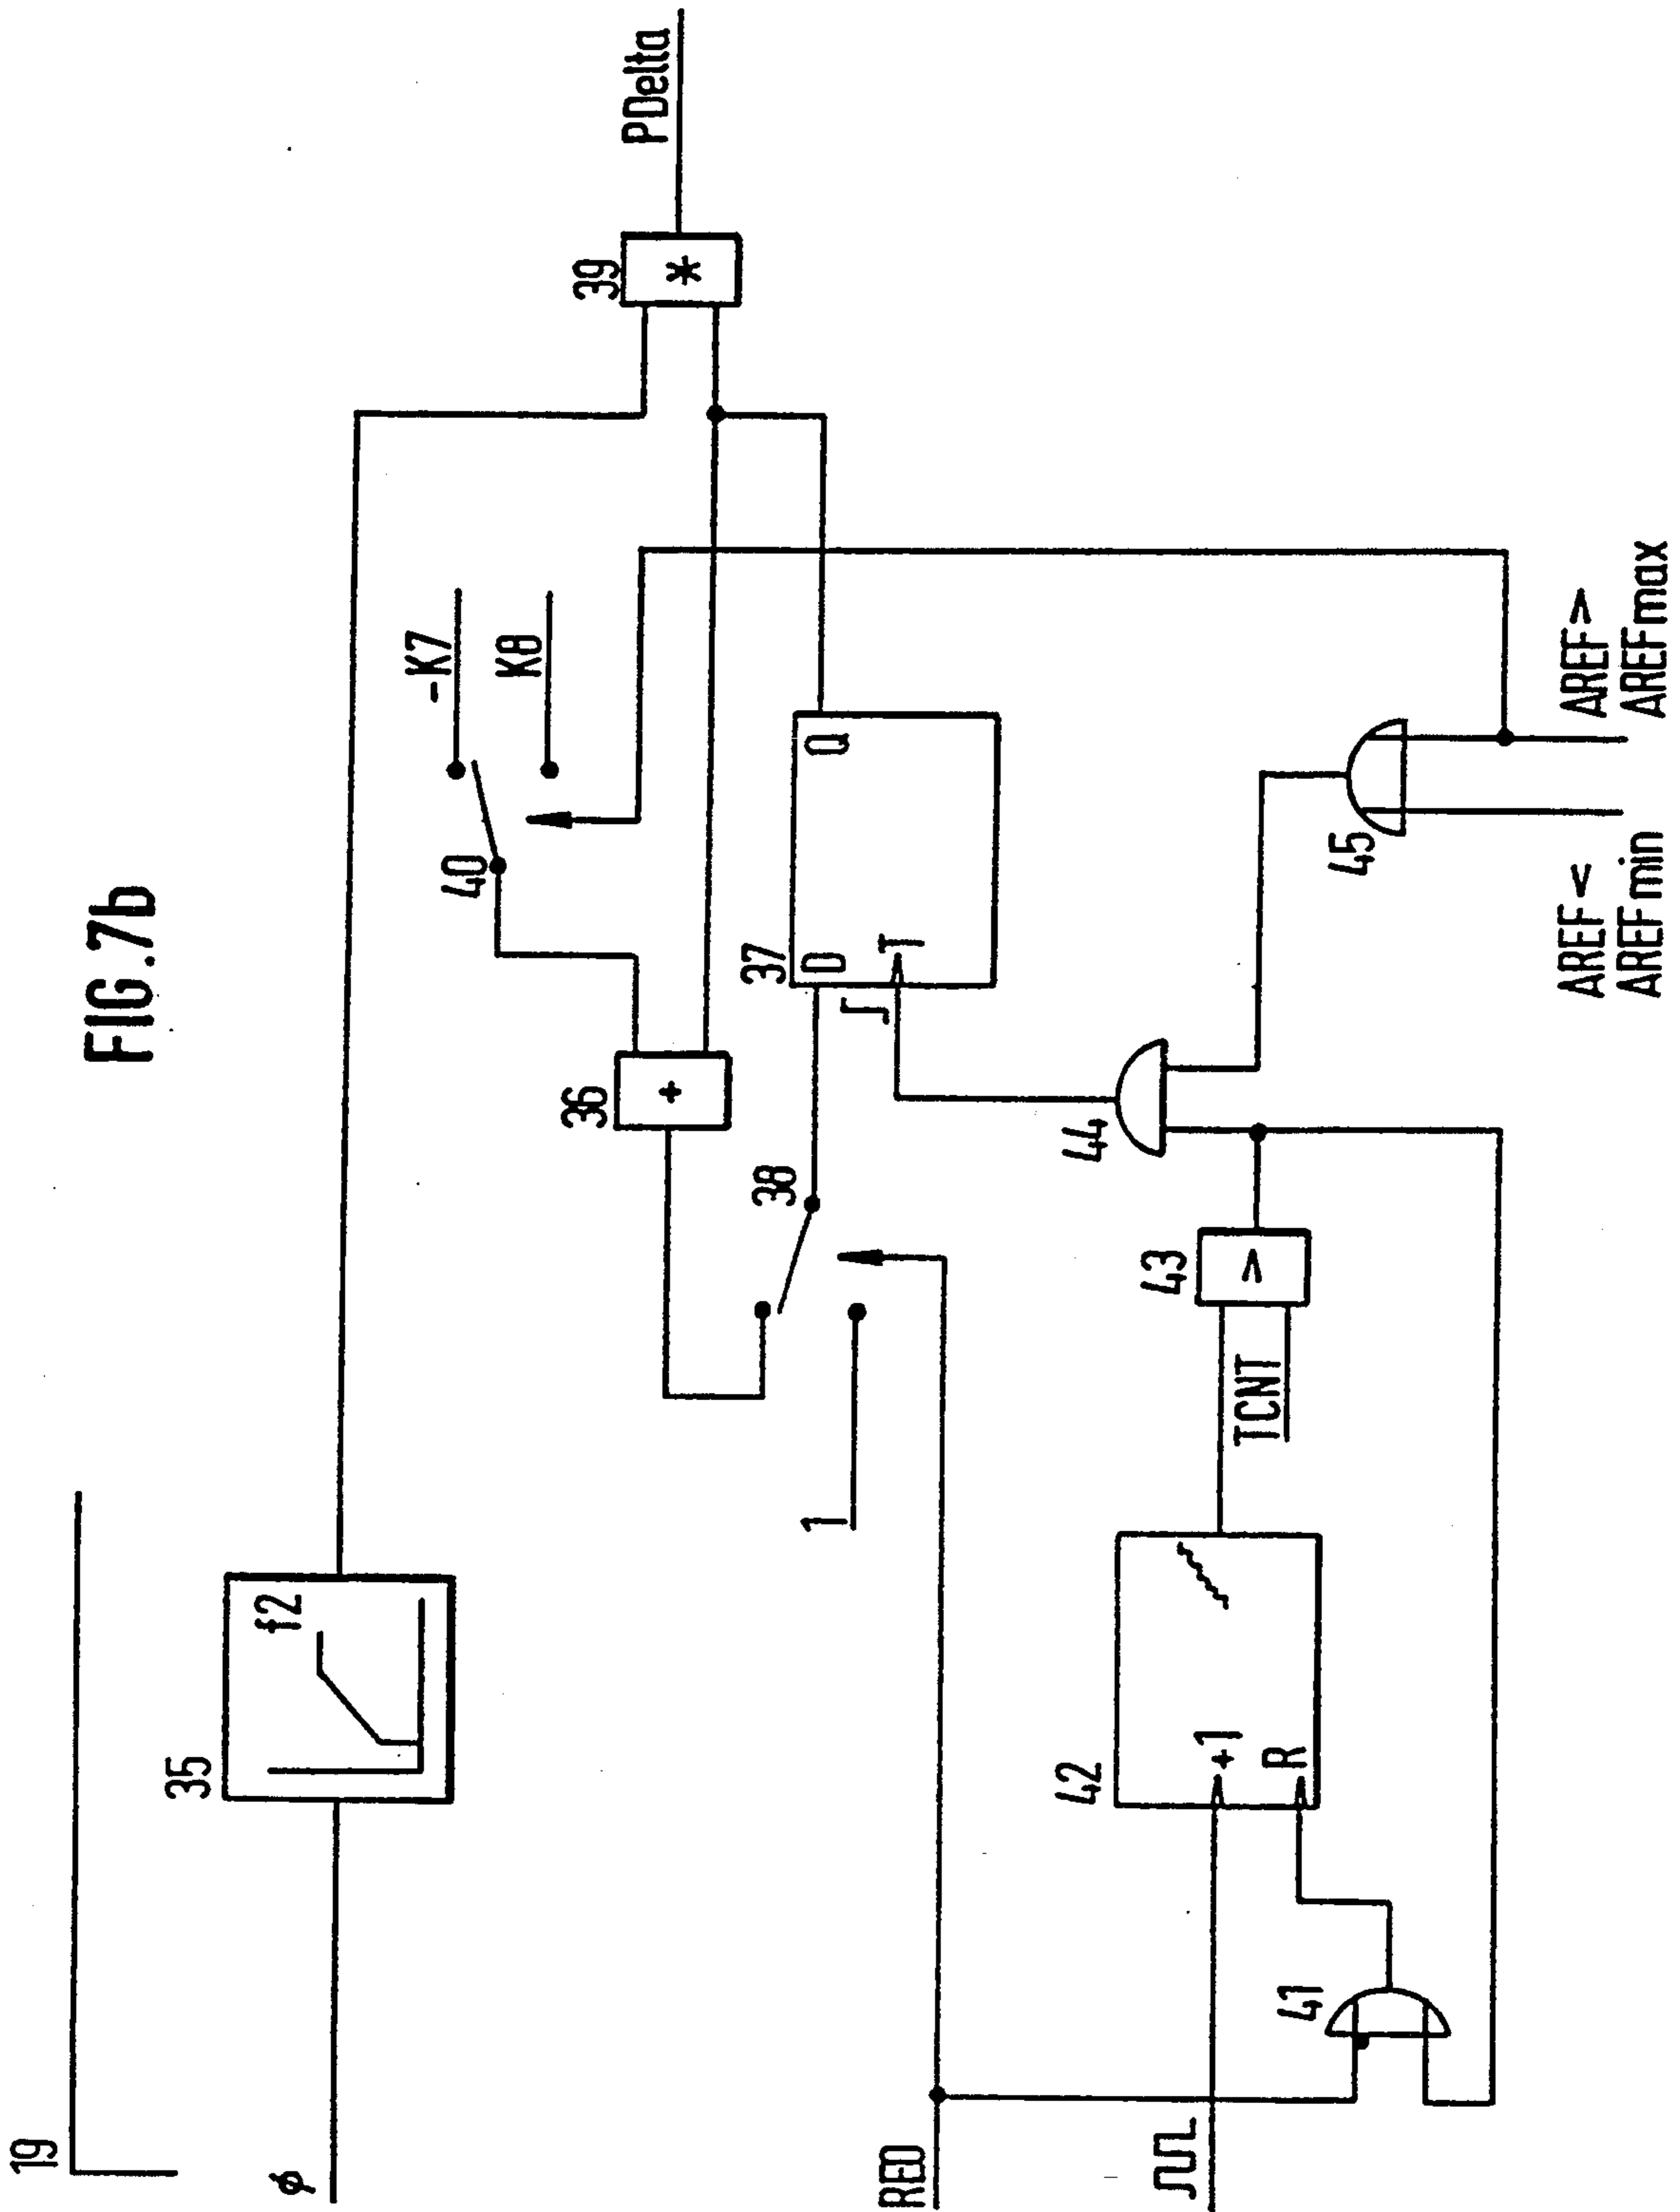 FIG.7b
19
ϕ
35
f2
39
*
PDelta
-K7
K8
40
36
+
38
1
37
D
T
Q
RED
42
+1
R
41
TCNT
43
>
44
45
AREF <
AREFmin
AREF >
AREFmax